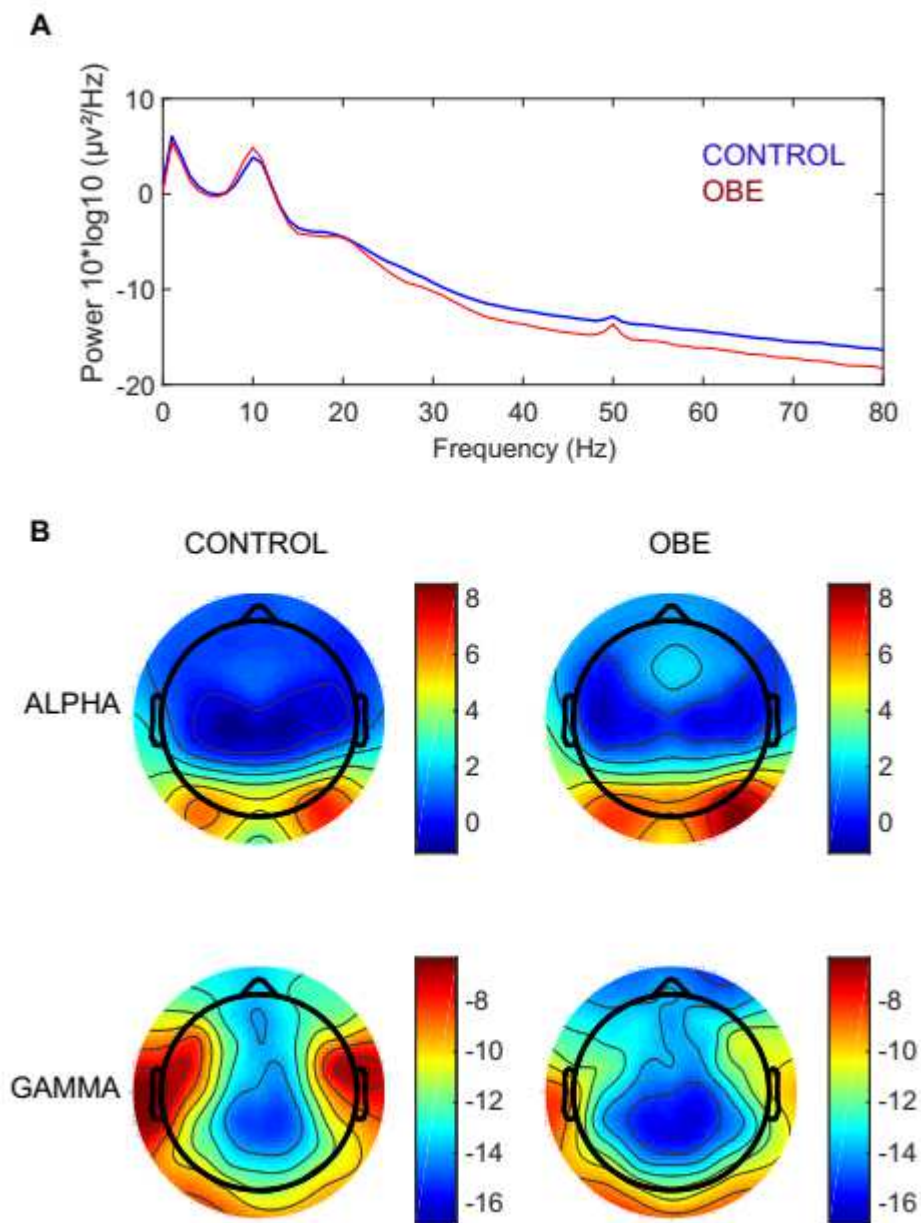 A
Power 10*log10 (μv²/Hz)
10
0
-10
-20
CONTROL
OBE
0 10 20 30 40 50 60 70 80
Frequency (Hz)
B
CONTROL OBE
ALPHA
8
6
4
2
0
8
6
4
2
0
GAMMA
-8
-10
-12
-14
-16
-8
-10
-12
-14
-16